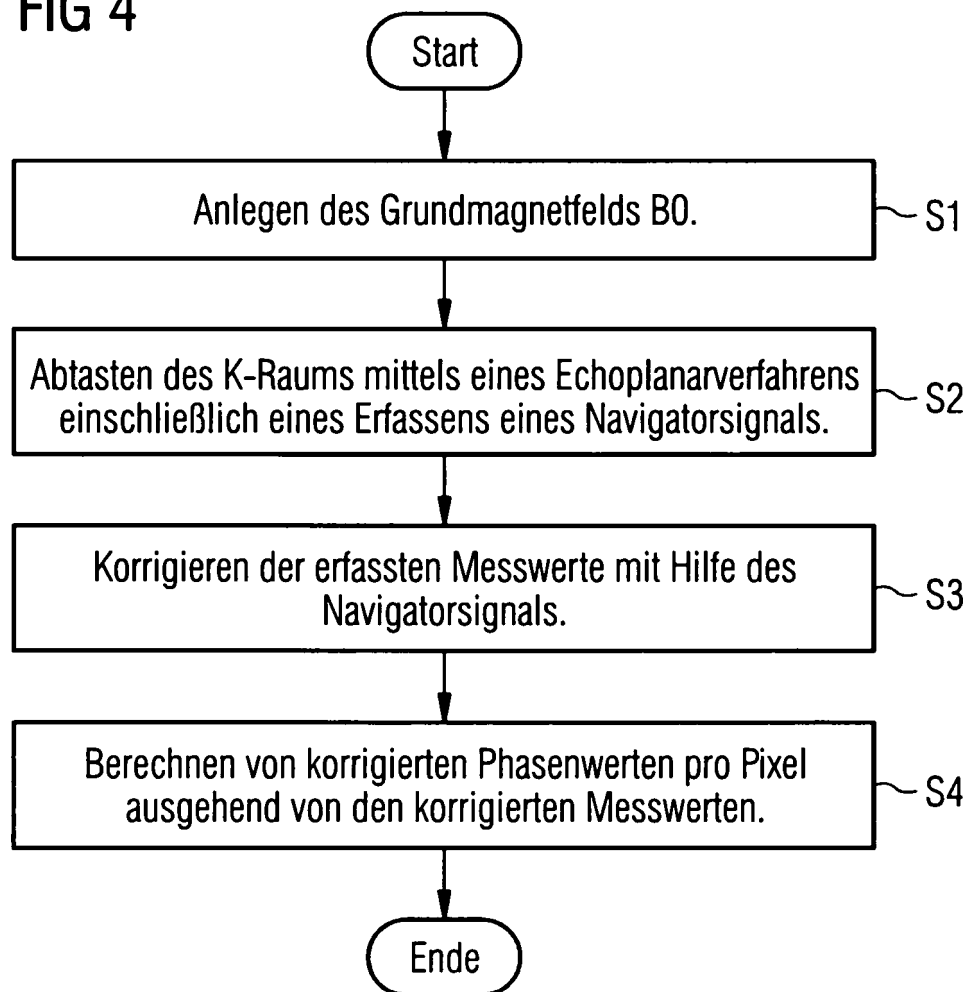 FIG 4
Start
Anlegen des Grundmagnetfelds B0.
S1
Abtasten des K-Raums mittels eines Echoplanarverfahrens
einschließlich eines Erfassens eines Navigatorsignals.
S2
Korrigieren der erfassten Messwerte mit Hilfe des
Navigatorsignals.
S3
Berechnen von korrigierten Phasenwerten pro Pixel
ausgehend von den korrigierten Messwerten.
S4
Ende